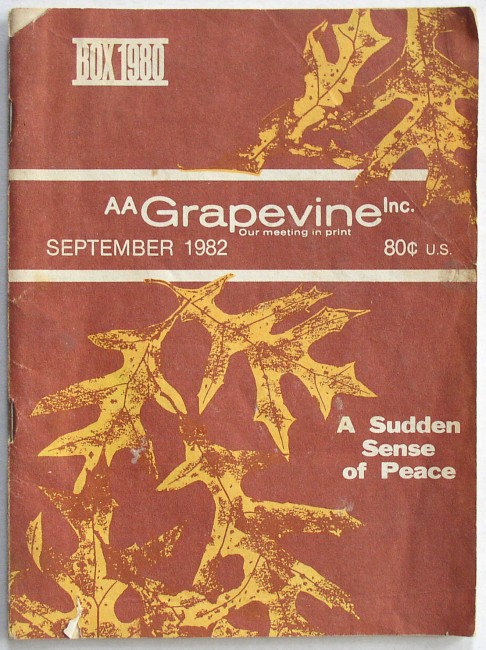 BOX 1980
AA Grapevine Inc.
Our meeting in print
SEPTEMBER 1982 80¢ U.S.
A Sudden
Sense
of Peace